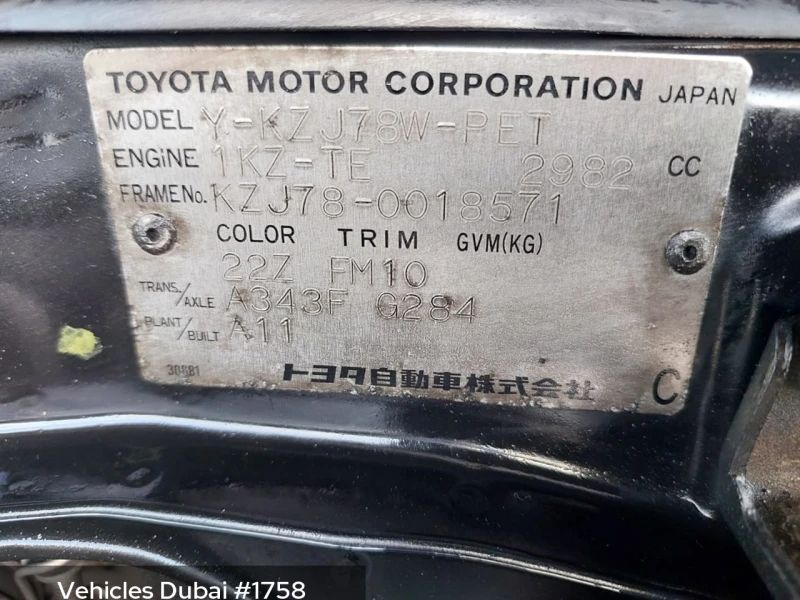 TOYOTA MOTOR CORPORATION JAPAN
MODEL Y-KZJ78W-PET
ENGINE 1KZ-TE 2982 CC
FRAME No. KZJ78-0018571
COLOR TRIM GVM(KG)
22Z FM10
TRANS./AXLE A343F G284
PLANT/BUILT A11
30881 トヨタ自動車株式会社 C
Vehicles Dubai #1758